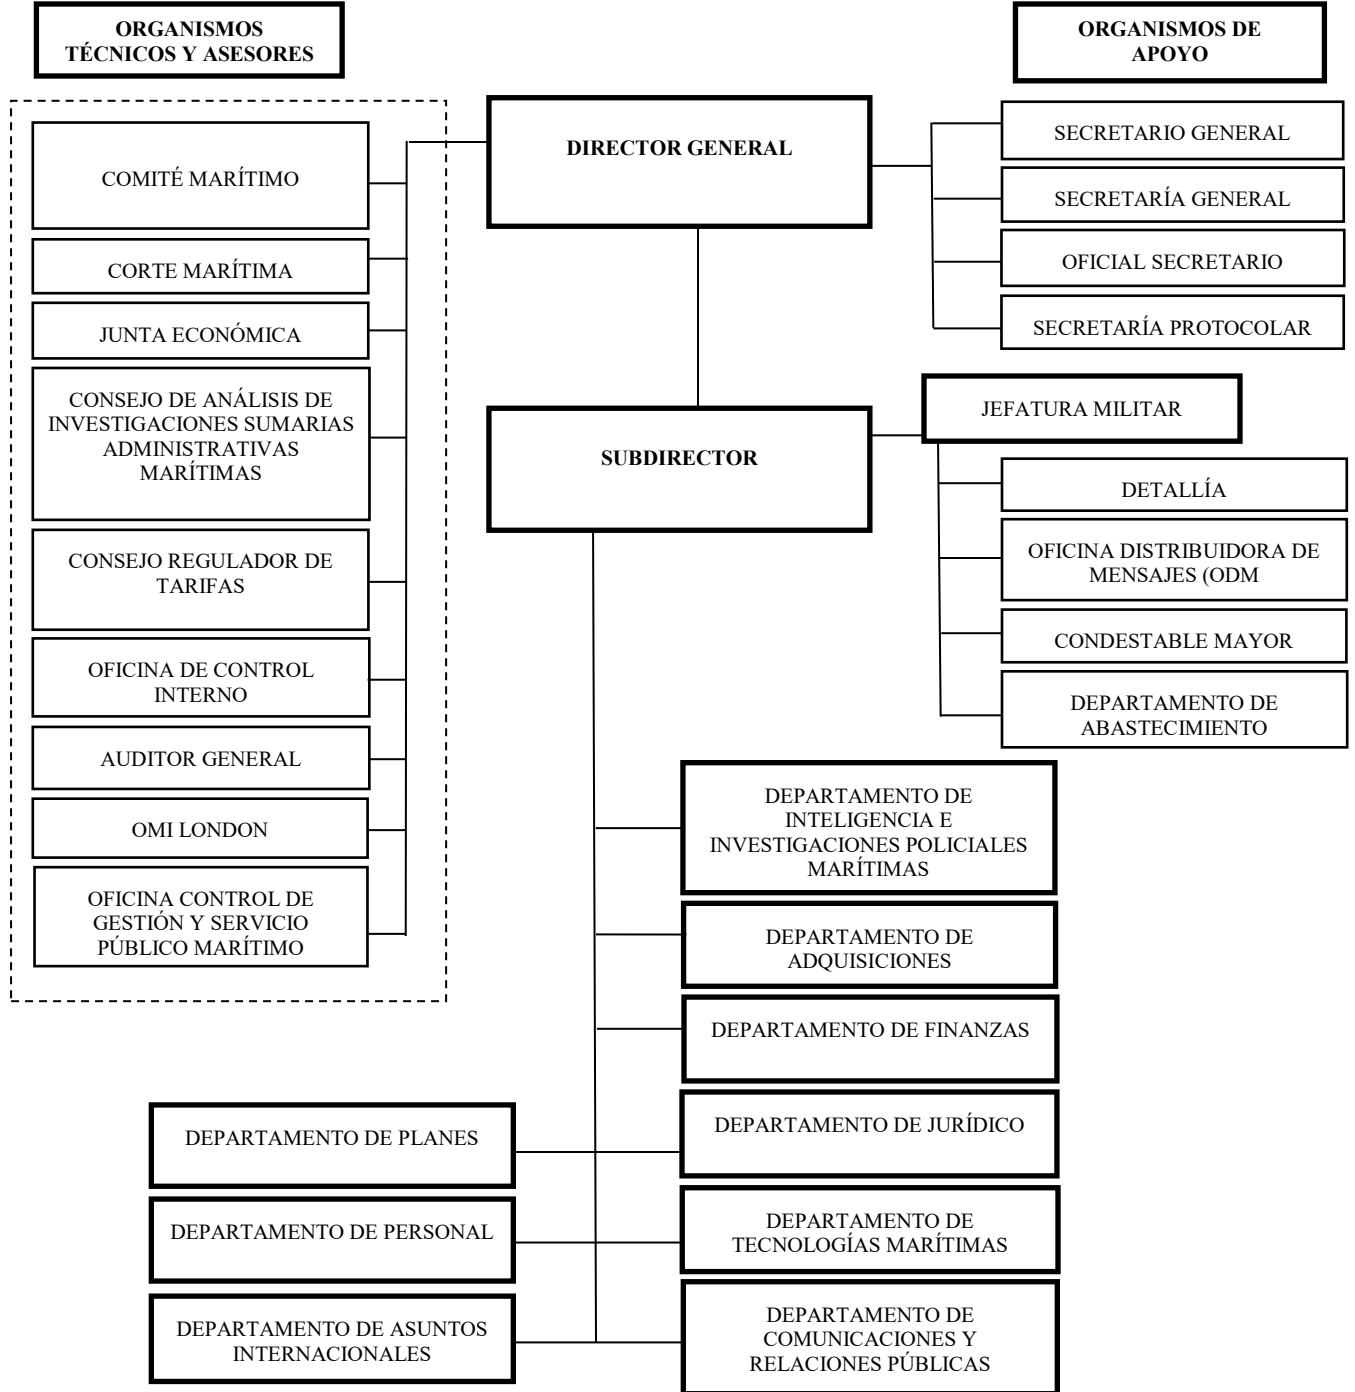 ORGANISMOS
TÉCNICOS Y ASESORES
ORGANISMOS DE
APOYO
DIRECTOR GENERAL
COMITÉ MARÍTIMO
CORTE MARÍTIMA
JUNTA ECONÓMICA
CONSEJO DE ANÁLISIS DE
INVESTIGACIONES SUMARIAS
ADMINISTRATIVAS
MARÍTIMAS
CONSEJO REGULADOR DE
TARIFAS
OFICINA DE CONTROL
INTERNO
AUDITOR GENERAL
OMI LONDON
OFICINA CONTROL DE
GESTIÓN Y SERVICIO
PÚBLICO MARÍTIMO
SECRETARIO GENERAL
SECRETARÍA GENERAL
OFICIAL SECRETARIO
SECRETARÍA PROTOCOLAR
SUBDIRECTOR
JEFATURA MILITAR
DETALLÍA
OFICINA DISTRIBUIDORA DE
MENSAJES (ODM
CONDESTABLE MAYOR
DEPARTAMENTO DE
ABASTECIMIENTO
DEPARTAMENTO DE
INTELIGENCIA E
INVESTIGACIONES POLICIALES
MARÍTIMAS
DEPARTAMENTO DE
ADQUISICIONES
DEPARTAMENTO DE FINANZAS
DEPARTAMENTO DE PLANES
DEPARTAMENTO DE JURÍDICO
DEPARTAMENTO DE PERSONAL
DEPARTAMENTO DE
TECNOLOGÍAS MARÍTIMAS
DEPARTAMENTO DE ASUNTOS
INTERNACIONALES
DEPARTAMENTO DE
COMUNICACIONES Y
RELACIONES PÚBLICAS